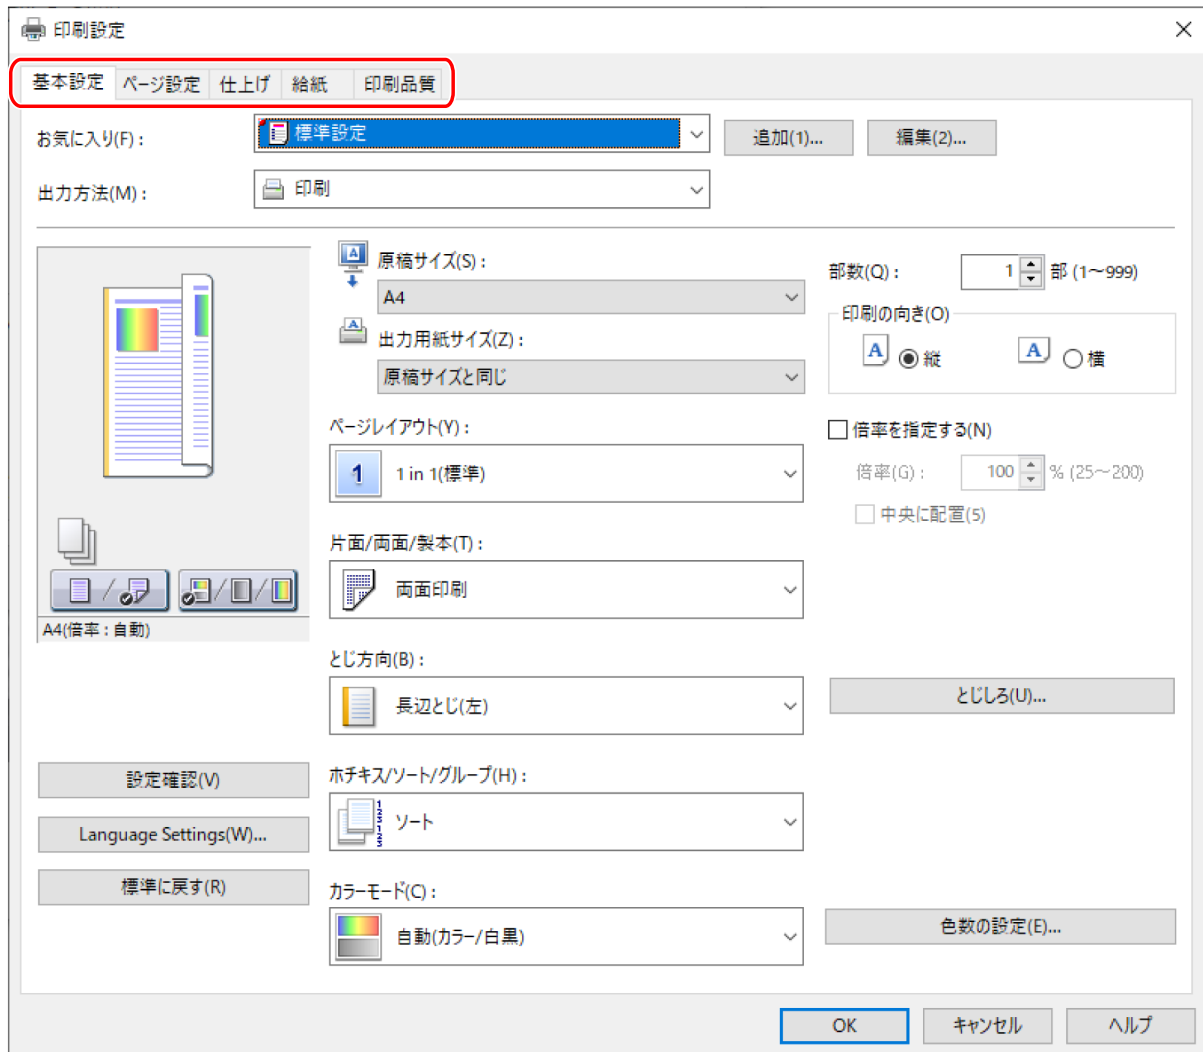 印刷設定
基本設定 ページ設定 仕上げ 給紙 印刷品質
お気に入り(F): 標準設定 追加(1)... 編集(2)...
出力方法(M): 印刷
原稿サイズ(S):
A4
出力用紙サイズ(Z):
原稿サイズと同じ
部数(Q): 1 部 (1～999)
印刷の向き(O)
A 縦 A 横
ページレイアウト(Y):
1 1 in 1(標準)
倍率を指定する(N)
倍率(G): 100 % (25～200)
中央に配置(5)
片面/両面/製本(T):
両面印刷
A4(倍率:自動)
とじ方向(B):
長辺とじ(左)
とじしろ(U)...
設定確認(V)
Language Settings(W)...
標準に戻す(R)
ホチキス/ソート/グループ(H):
123123 ソート
カラーモード(C):
自動(カラー/白黒)
色数の設定(E)...
OK キャンセル ヘルプ